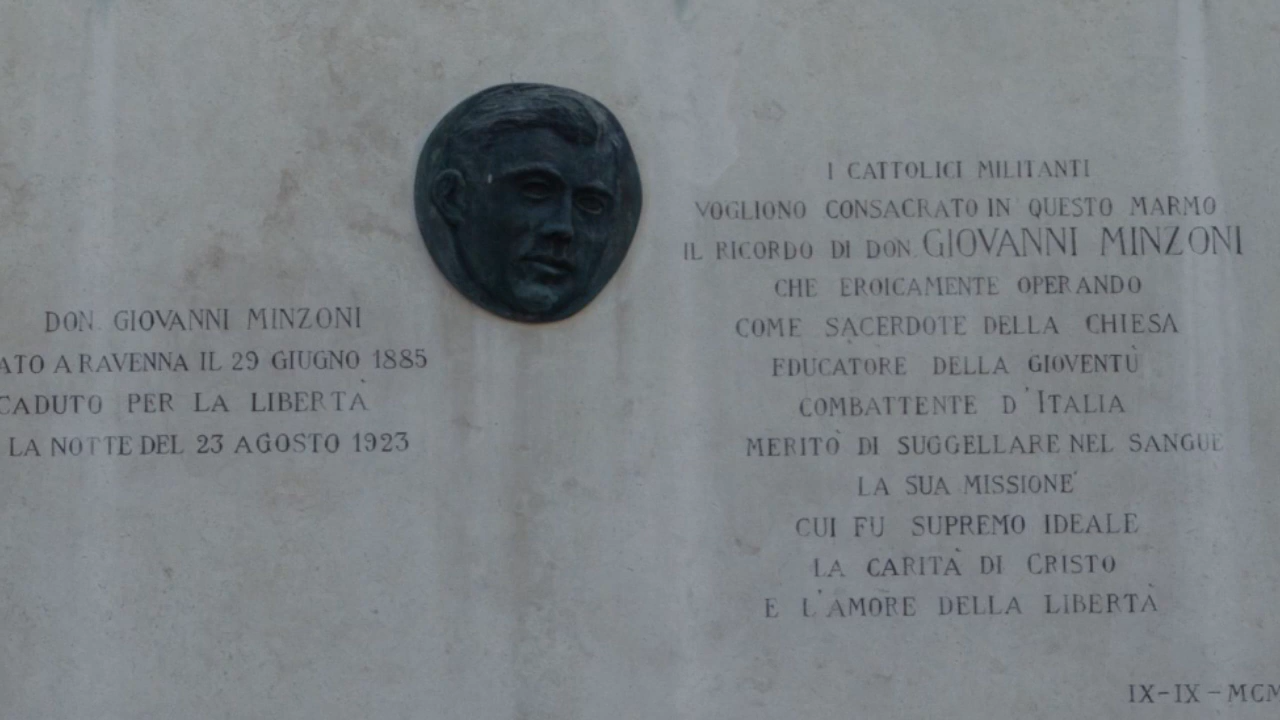 DON GIOVANNI MINZONI
ATO A RAVENNA IL 29 GIUGNO 1885
CADUTO PER LA LIBERTÀ
LA NOTTE DEL 23 AGOSTO 1923
I CATTOLICI MILITANTI
VOGLIONO CONSACRATO IN QUESTO MARMO
IL RICORDO DI DON GIOVANNI MINZONI
CHE EROICAMENTE OPERANDO
COME SACERDOTE DELLA CHIESA
EDUCATORE DELLA GIOVENTÙ
COMBATTENTE D'ITALIA
MERITÒ DI SUGGELLARE NEL SANGUE
LA SUA MISSIONE
CUI FU SUPREMO IDEALE
LA CARITÀ DI CRISTO
E L'AMORE DELLA LIBERTÀ
IX-IX-MCM